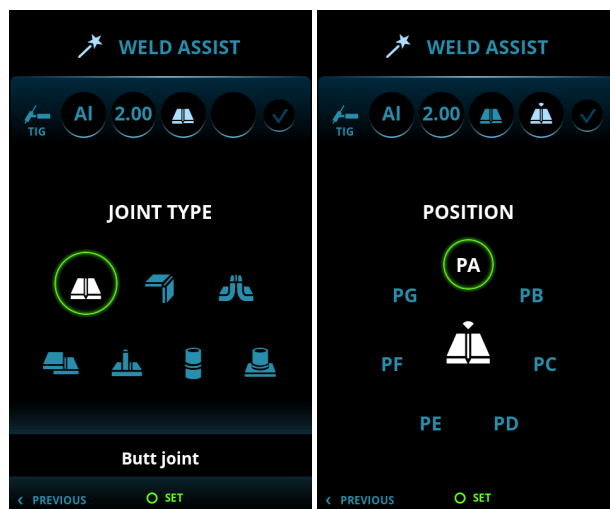 WELD ASSIST
TIG
Al
2.00
JOINT TYPE
Butt joint
PREVIOUS
SET
WELD ASSIST
TIG
Al
2.00
POSITION
PA
PG
PB
PF
PC
PE
PD
PREVIOUS
SET